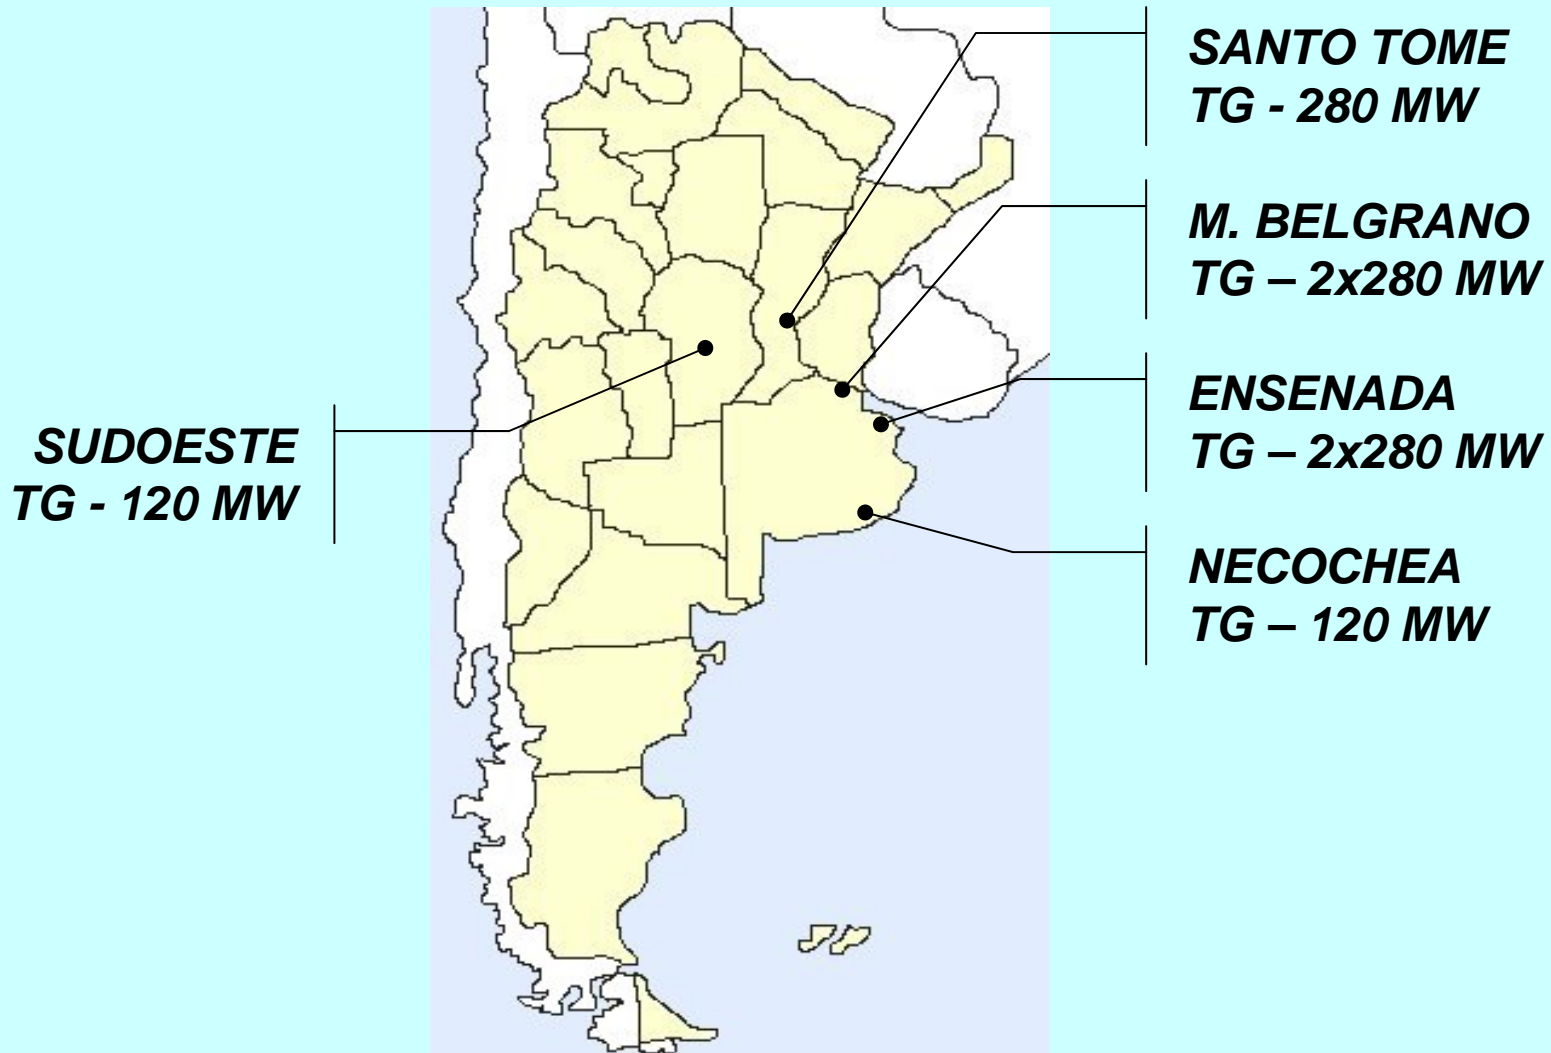 SANTO TOME
TG - 280 MW
M. BELGRANO
TG – 2x280 MW
ENSENADA
TG – 2x280 MW
SUDOESTE
TG - 120 MW
NECOCHEA
TG – 120 MW